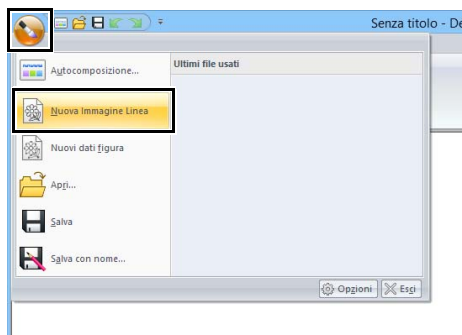 Senza titolo - De
Autocomposizione...
Ultimi file usati
Nuova Immagine Linea
Nuovi dati figura
Apri...
Salva
Salva con nome...
Opzioni
Esci